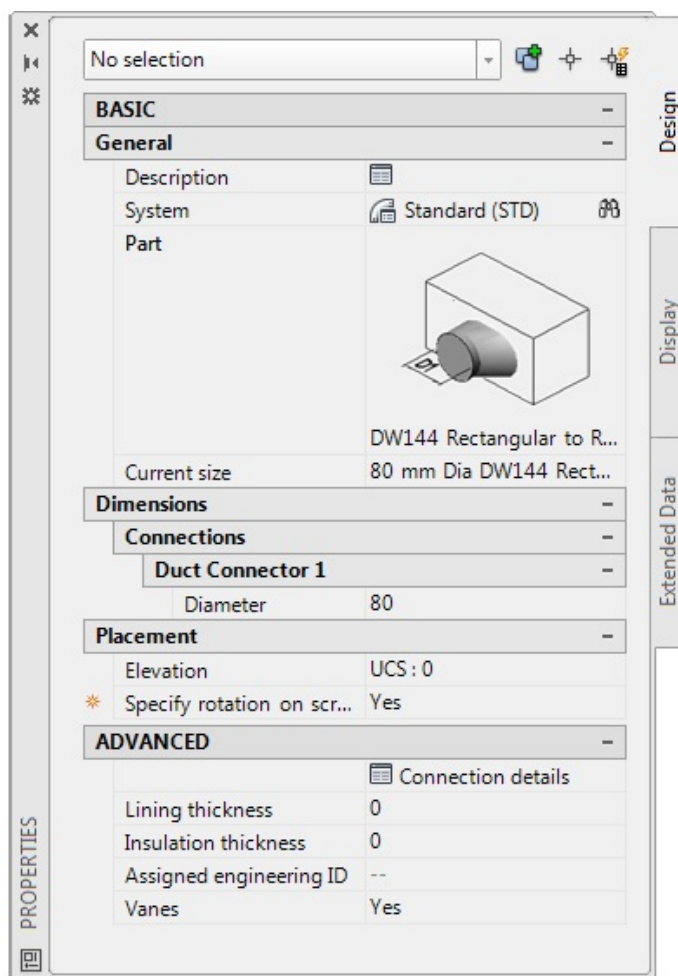 No selection
BASIC
General
Description
System Standard (STD)
Part
D1
DW144 Rectangular to R...
Current size 80 mm Dia DW144 Rect...
Dimensions
Connections
Duct Connector 1
Diameter 80
Placement
Elevation UCS : 0
Specify rotation on scr... Yes
ADVANCED
Connection details
Lining thickness 0
Insulation thickness 0
Assigned engineering ID --
Vanes Yes
Design
Display
Extended Data
PROPERTIES